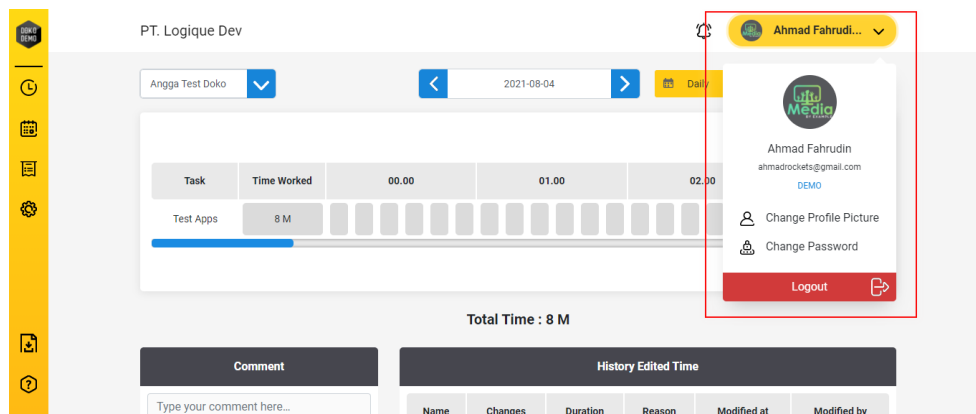 DOKO
DEMO
PT. Logique Dev
Ahmad Fahrudi...
Angga Test Doko
2021-08-04
Daily
Media
Ahmad Fahrudin
ahmadrockets@gmail.com
DEMO
Task Time Worked 00.00 01.00 02.00
Test Apps 8 M
Change Profile Picture
Change Password
Logout
Total Time : 8 M
Comment
History Edited Time
Type your comment here...
Name Changes Duration Reason Modified at Modified by